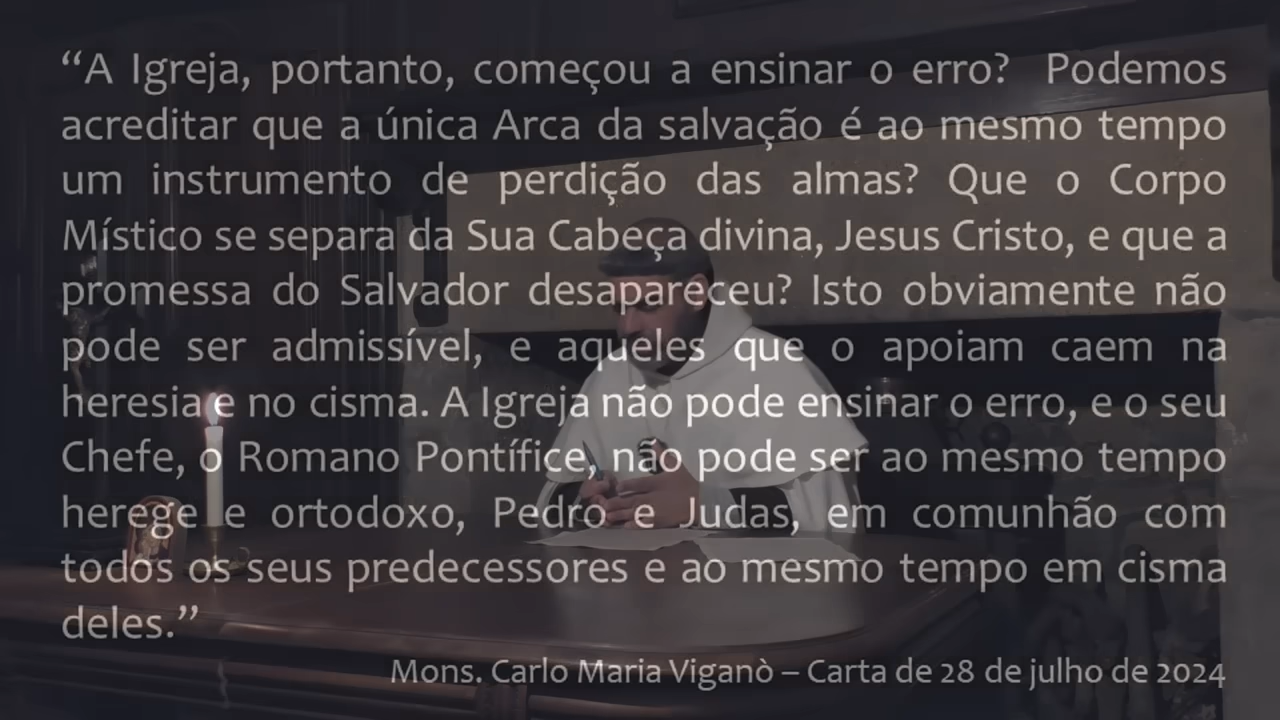 “A Igreja, portanto, começou a ensinar o erro? Podemos
acreditar que a única Arca da salvação é ao mesmo tempo
um instrumento de perdição das almas? Que o Corpo
Místico se separa da Sua Cabeça divina, Jesus Cristo, e que a
promessa do Salvador desapareceu? Isto obviamente não
pode ser admissível, e aqueles que o apoiam caem na
heresia e no cisma. A Igreja não pode ensinar o erro, e o seu
Chefe, o Romano Pontífice, não pode ser ao mesmo tempo
herege e ortodoxo, Pedro e Judas, em comunhão com
todos os seus predecessores e ao mesmo tempo em cisma
deles.”
Mons. Carlo Maria Viganò – Carta de 28 de julho de 2024